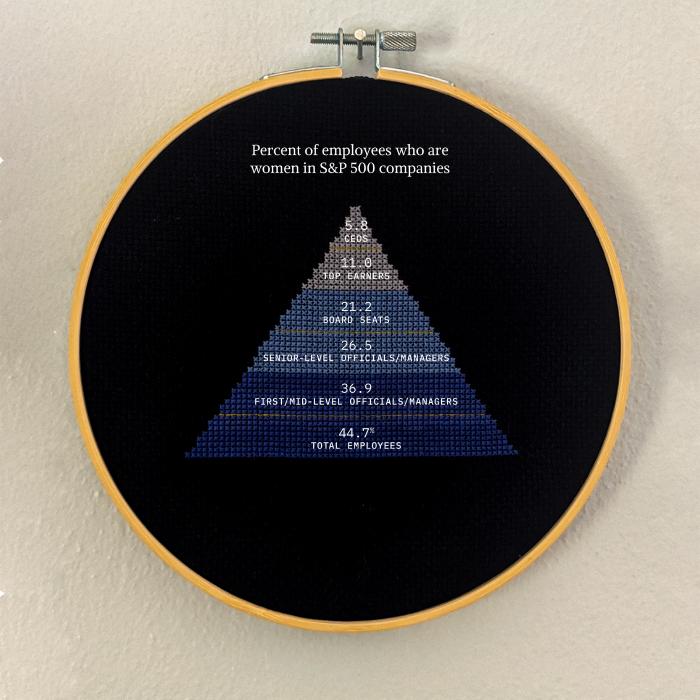 Percent of employees who are
women in S&P 500 companies
5.8
CEOS
11.0
TOP EARNERS
21.2
BOARD SEATS
26.5
SENIOR-LEVEL OFFICIALS/MANAGERS
36.9
FIRST/MID-LEVEL OFFICIALS/MANAGERS
44.7%
TOTAL EMPLOYEES